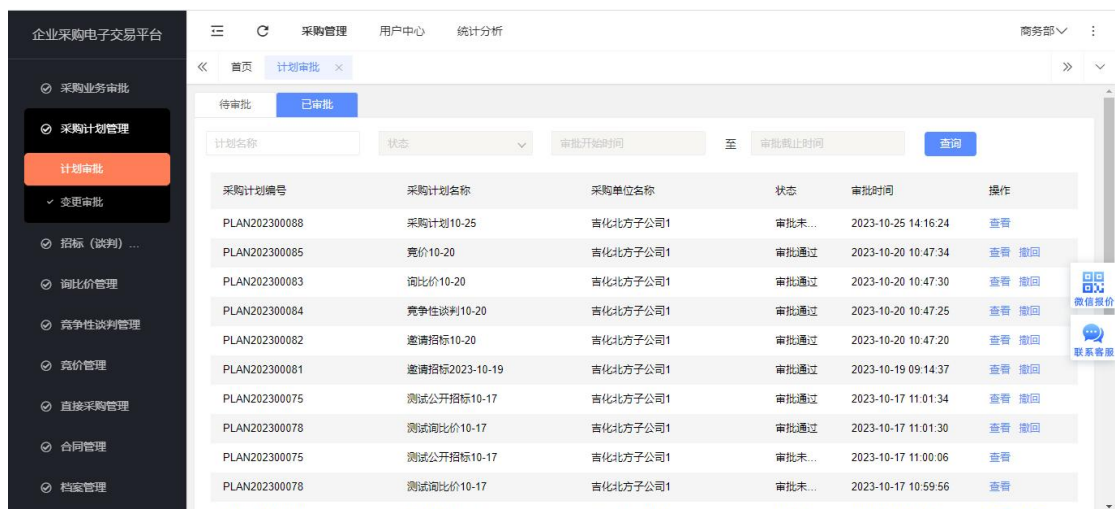 企业采购电子交易平台
采购管理 用户中心 统计分析 商务部
首页 计划审批 ×
采购业务审批
采购计划管理
计划审批
变更审批
招标（谈判）...
询比价管理
竞争性谈判管理
竞价管理
直接采购管理
合同管理
档案管理
待审批 已审批
计划名称 状态 审批开始时间 至 审批截止时间 查询
采购计划编号 采购计划名称 采购单位名称 状态 审批时间 操作
PLAN202300088 采购计划10-25 吉化北方子公司1 审批未... 2023-10-25 14:16:24 查看
PLAN202300085 竞价10-20 吉化北方子公司1 审批通过 2023-10-20 10:47:34 查看 撤回
PLAN202300083 询比价10-20 吉化北方子公司1 审批通过 2023-10-20 10:47:30 查看 撤回
PLAN202300084 竞争性谈判10-20 吉化北方子公司1 审批通过 2023-10-20 10:47:25 查看 撤回
PLAN202300082 邀请招标10-20 吉化北方子公司1 审批通过 2023-10-20 10:47:20 查看 撤回
PLAN202300081 邀请招标2023-10-19 吉化北方子公司1 审批通过 2023-10-19 09:14:37 查看 撤回
PLAN202300075 测试公开招标10-17 吉化北方子公司1 审批通过 2023-10-17 11:01:34 查看 撤回
PLAN202300078 测试询比价10-17 吉化北方子公司1 审批通过 2023-10-17 11:01:30 查看 撤回
PLAN202300075 测试公开招标10-17 吉化北方子公司1 审批未... 2023-10-17 11:00:06 查看
PLAN202300078 测试询比价10-17 吉化北方子公司1 审批未... 2023-10-17 10:59:56 查看
微信报价
联系客服